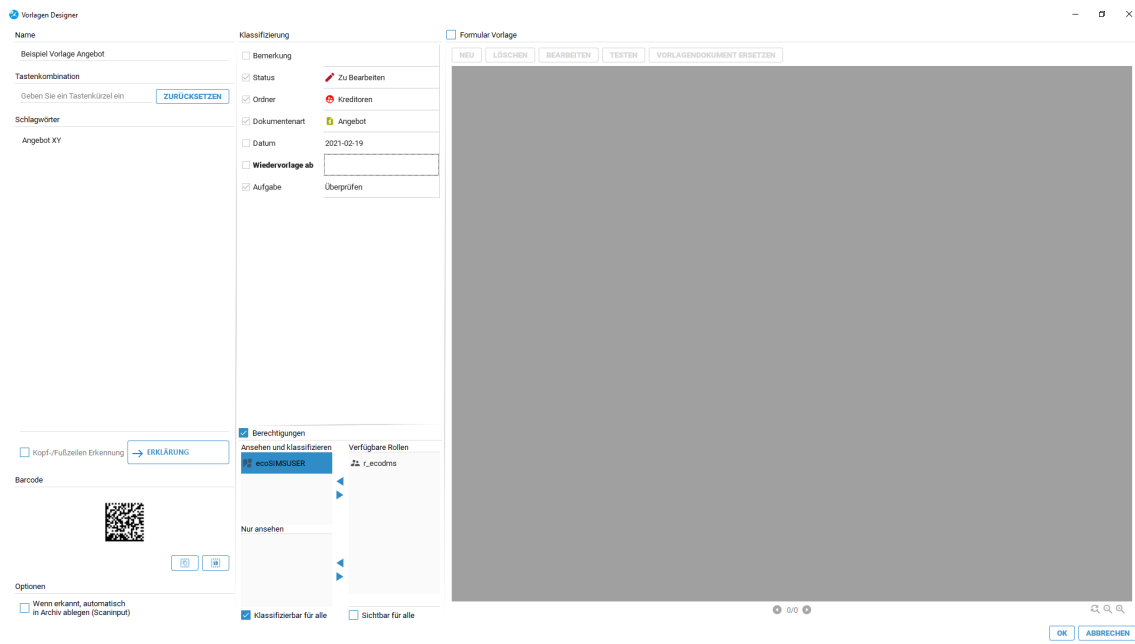 Vorlagen Designer
Name
Beispiel Vorlage Angebot
Tastenkombination
Geben Sie ein Tastenkürzel ein
ZURÜCKSETZEN
Schlagwörter
Angebot XY
Kopf-/Fußzeilen Erkennung
ERKLÄRUNG
Barcode
Optionen
Wenn erkannt, automatisch
in Archiv ablegen (Scaninput)
Klassifizierung
Bemerkung
Status Zu Bearbeiten
Ordner Kreditoren
Dokumentenart Angebot
Datum 2021-02-19
Wiedervorlage ab
Aufgabe Überprüfen
Berechtigungen
Ansehen und klassifizieren
ecoSIMSUSER
Nur ansehen
Verfügbare Rollen
r_ecodms
Klassifizierbar für alle
Sichtbar für alle
Formular Vorlage
NEU LÖSCHEN BEARBEITEN TESTEN VORLAGENDOKUMENT ERSETZEN
0/0
OK ABBRECHEN